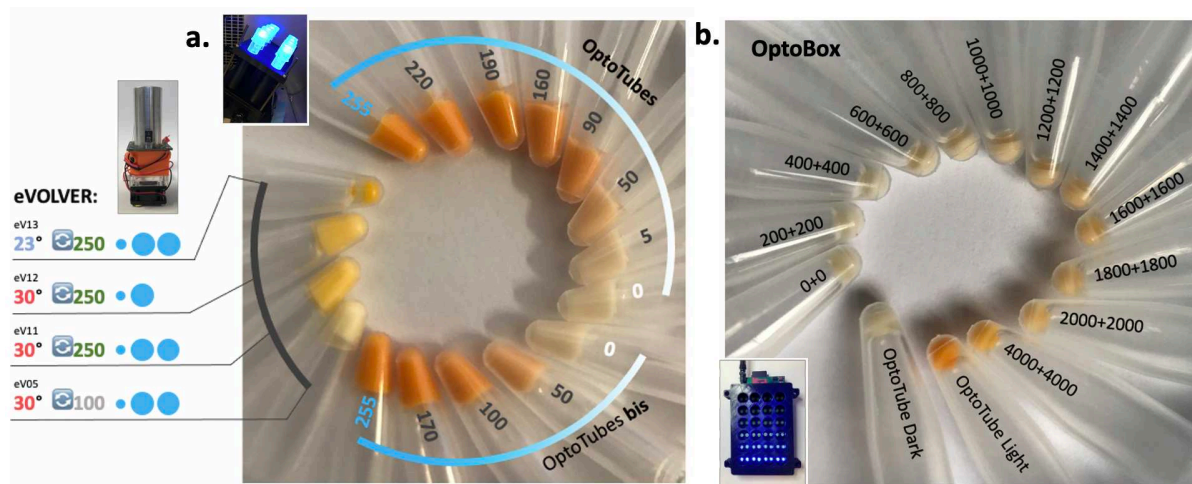 a.
OptoTubes
255
220
190
160
90
50
5
0
eVOLVER:
eV13
23° 250
eV12
30° 250
eV11
30° 250
eV05
30° 100
0
50
100
170
255
OptoTubes bis
b.
OptoBox
0+0
200+200
400+400
600+600
800+800
1000+1000
1200+1200
1400+1400
1600+1600
1800+1800
2000+2000
4000+4000
OptoTube Light
OptoTube Dark